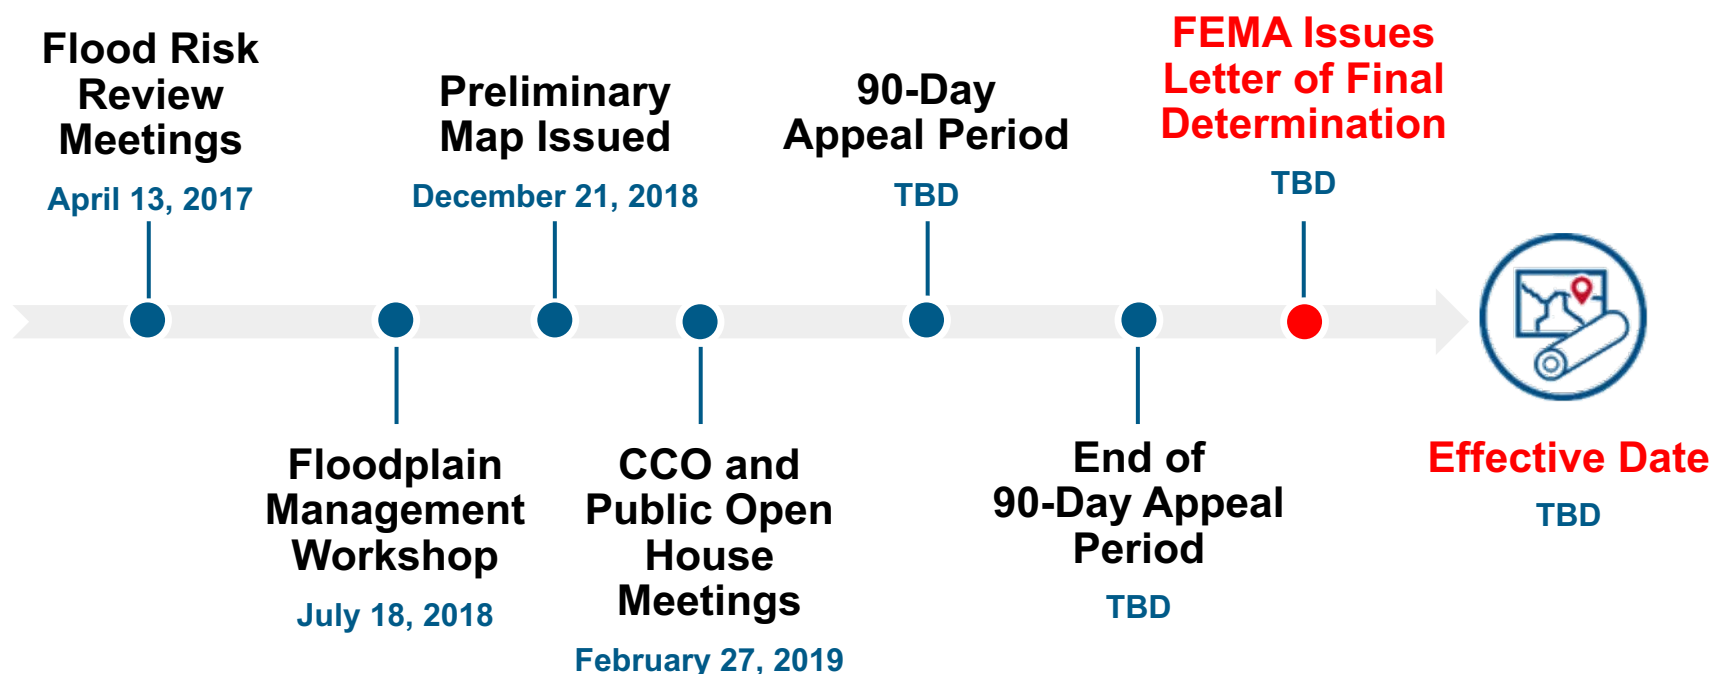 Flood Risk
Review
Meetings
April 13, 2017
Preliminary
Map Issued
December 21, 2018
90-Day
Appeal Period
TBD
FEMA Issues
Letter of Final
Determination
TBD
Floodplain
Management
Workshop
July 18, 2018
CCO and
Public Open
House
Meetings
February 27, 2019
End of
90-Day Appeal
Period
TBD
Effective Date
TBD